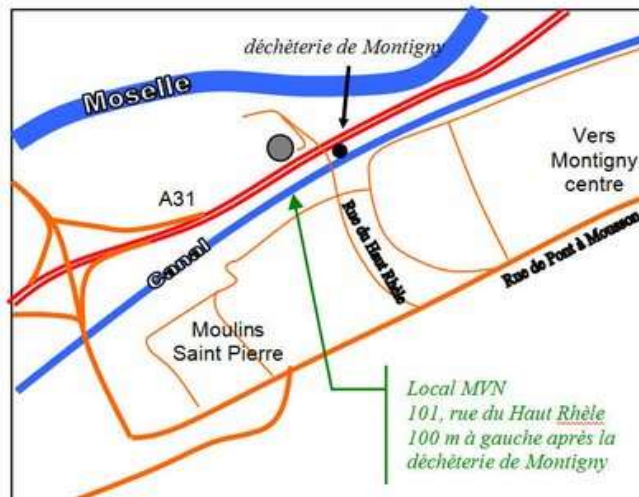 déchèterie de Montigny
Moselle
Vers
Montigny
centre
A31
Canal
Rue du Haut Rhèle
Rue de Pont à Mousson
Moulins
Saint Pierre
Local MVN
101, rue du Haut Rhèle
100 m à gauche après la
déchèterie de Montigny